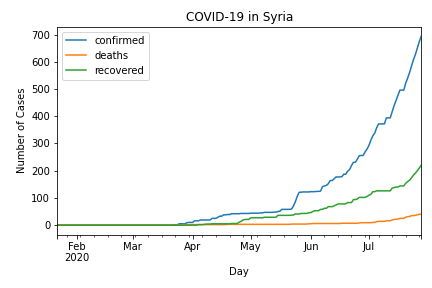 COVID-19 in Syria
700
600
500
400
300
200
100
0
Number of Cases
confirmed
deaths
recovered
Feb Mar Apr May Jun Jul
2020
Day